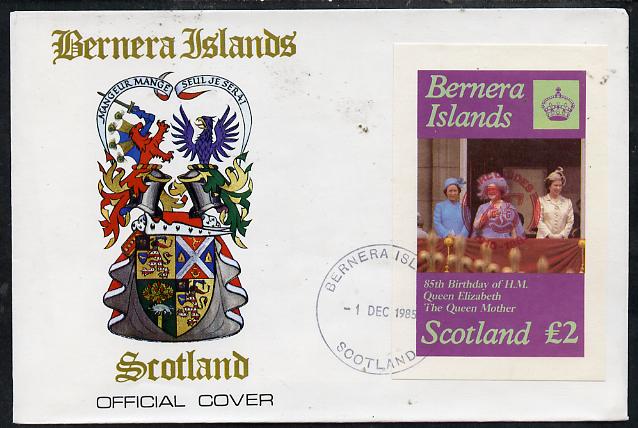 Bernera Islands
MANGEUR MANGE SEUL JE SERAI
Scotland
OFFICIAL COVER
BERNERA ISL
-1 DEC 1985
SCOTLAND
Bernera
Islands
85th Birthday of H.M.
Queen Elizabeth
The Queen Mother
Scotland £2